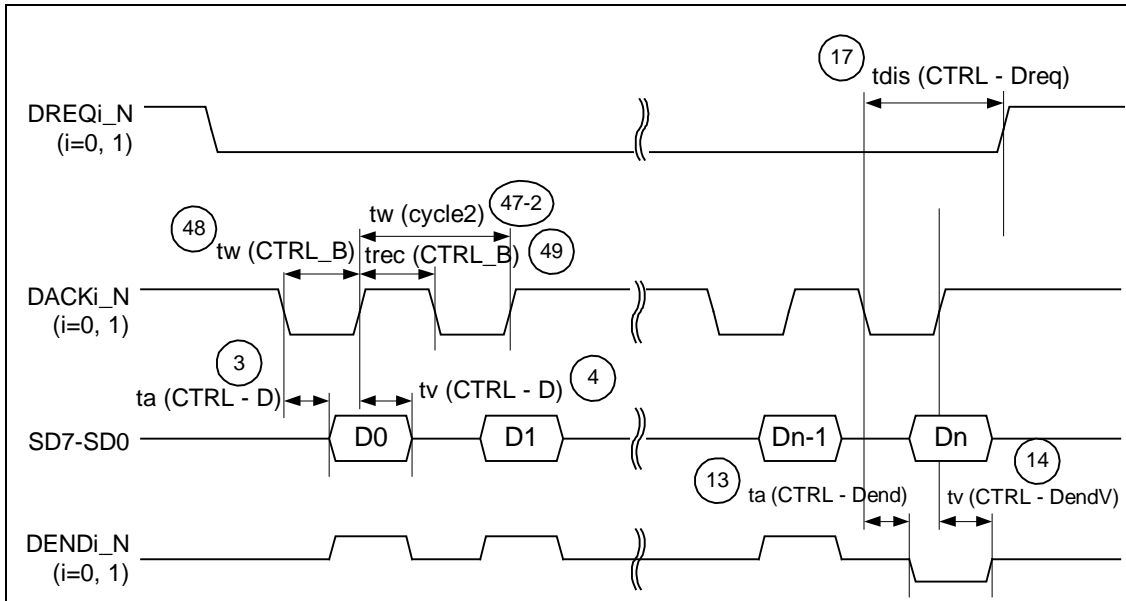 17
tdis (CTRL - Dreq)
DREQi_N
(i=0, 1)
47-2
tw (cycle2)
48
tw (CTRL_B)
trec (CTRL_B)
49
DACKi_N
(i=0, 1)
3
ta (CTRL - D)
tv (CTRL - D)
4
SD7-SD0
D0
D1
Dn-1
Dn
13
ta (CTRL - Dend)
14
tv (CTRL - DendV)
DENDi_N
(i=0, 1)